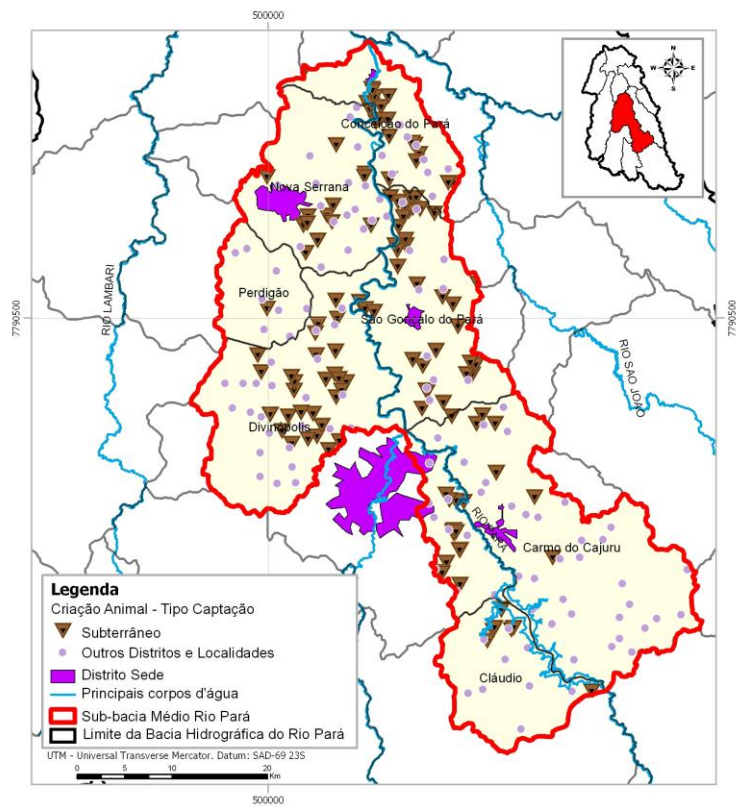 500000
N
W E
S
Conceição do Pará
Nova Serrana
Perdigão
RIO LAMBARI
7790500
7790500
São Gonçalo do Pará
RIO SAO JOAO
Divinópolis
RIO PARÁ
Carmo do Cajuru
Cláudio
Legenda
Criação Animal - Tipo Captação
Subterrâneo
Outros Distritos e Localidades
Distrito Sede
Principais corpos d'água
Sub-bacia Médio Rio Pará
Limite da Bacia Hidrográfica do Rio Pará
UTM - Universal Transverse Mercator. Datum: SAD-69 23S
0 5 10 20
Km
500000